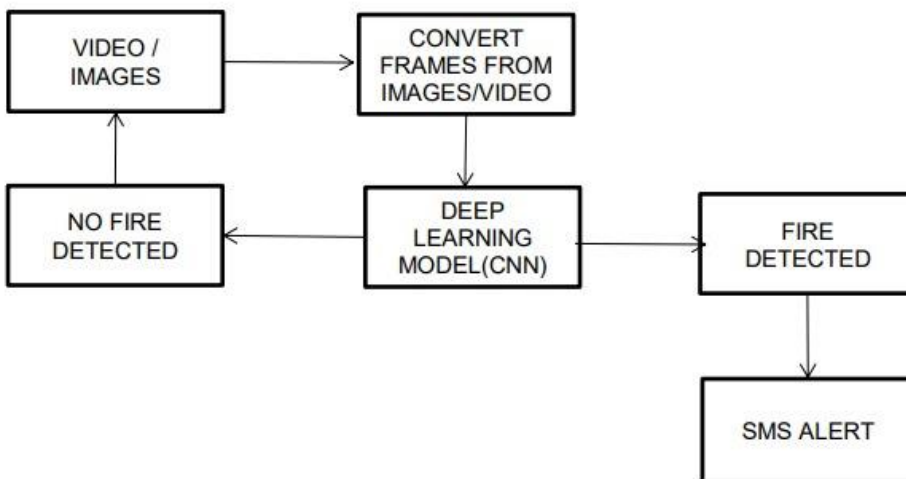 VIDEO /
IMAGES
CONVERT
FRAMES FROM
IMAGES/VIDEO
NO FIRE
DETECTED
DEEP
LEARNING
MODEL(CNN)
FIRE
DETECTED
SMS ALERT